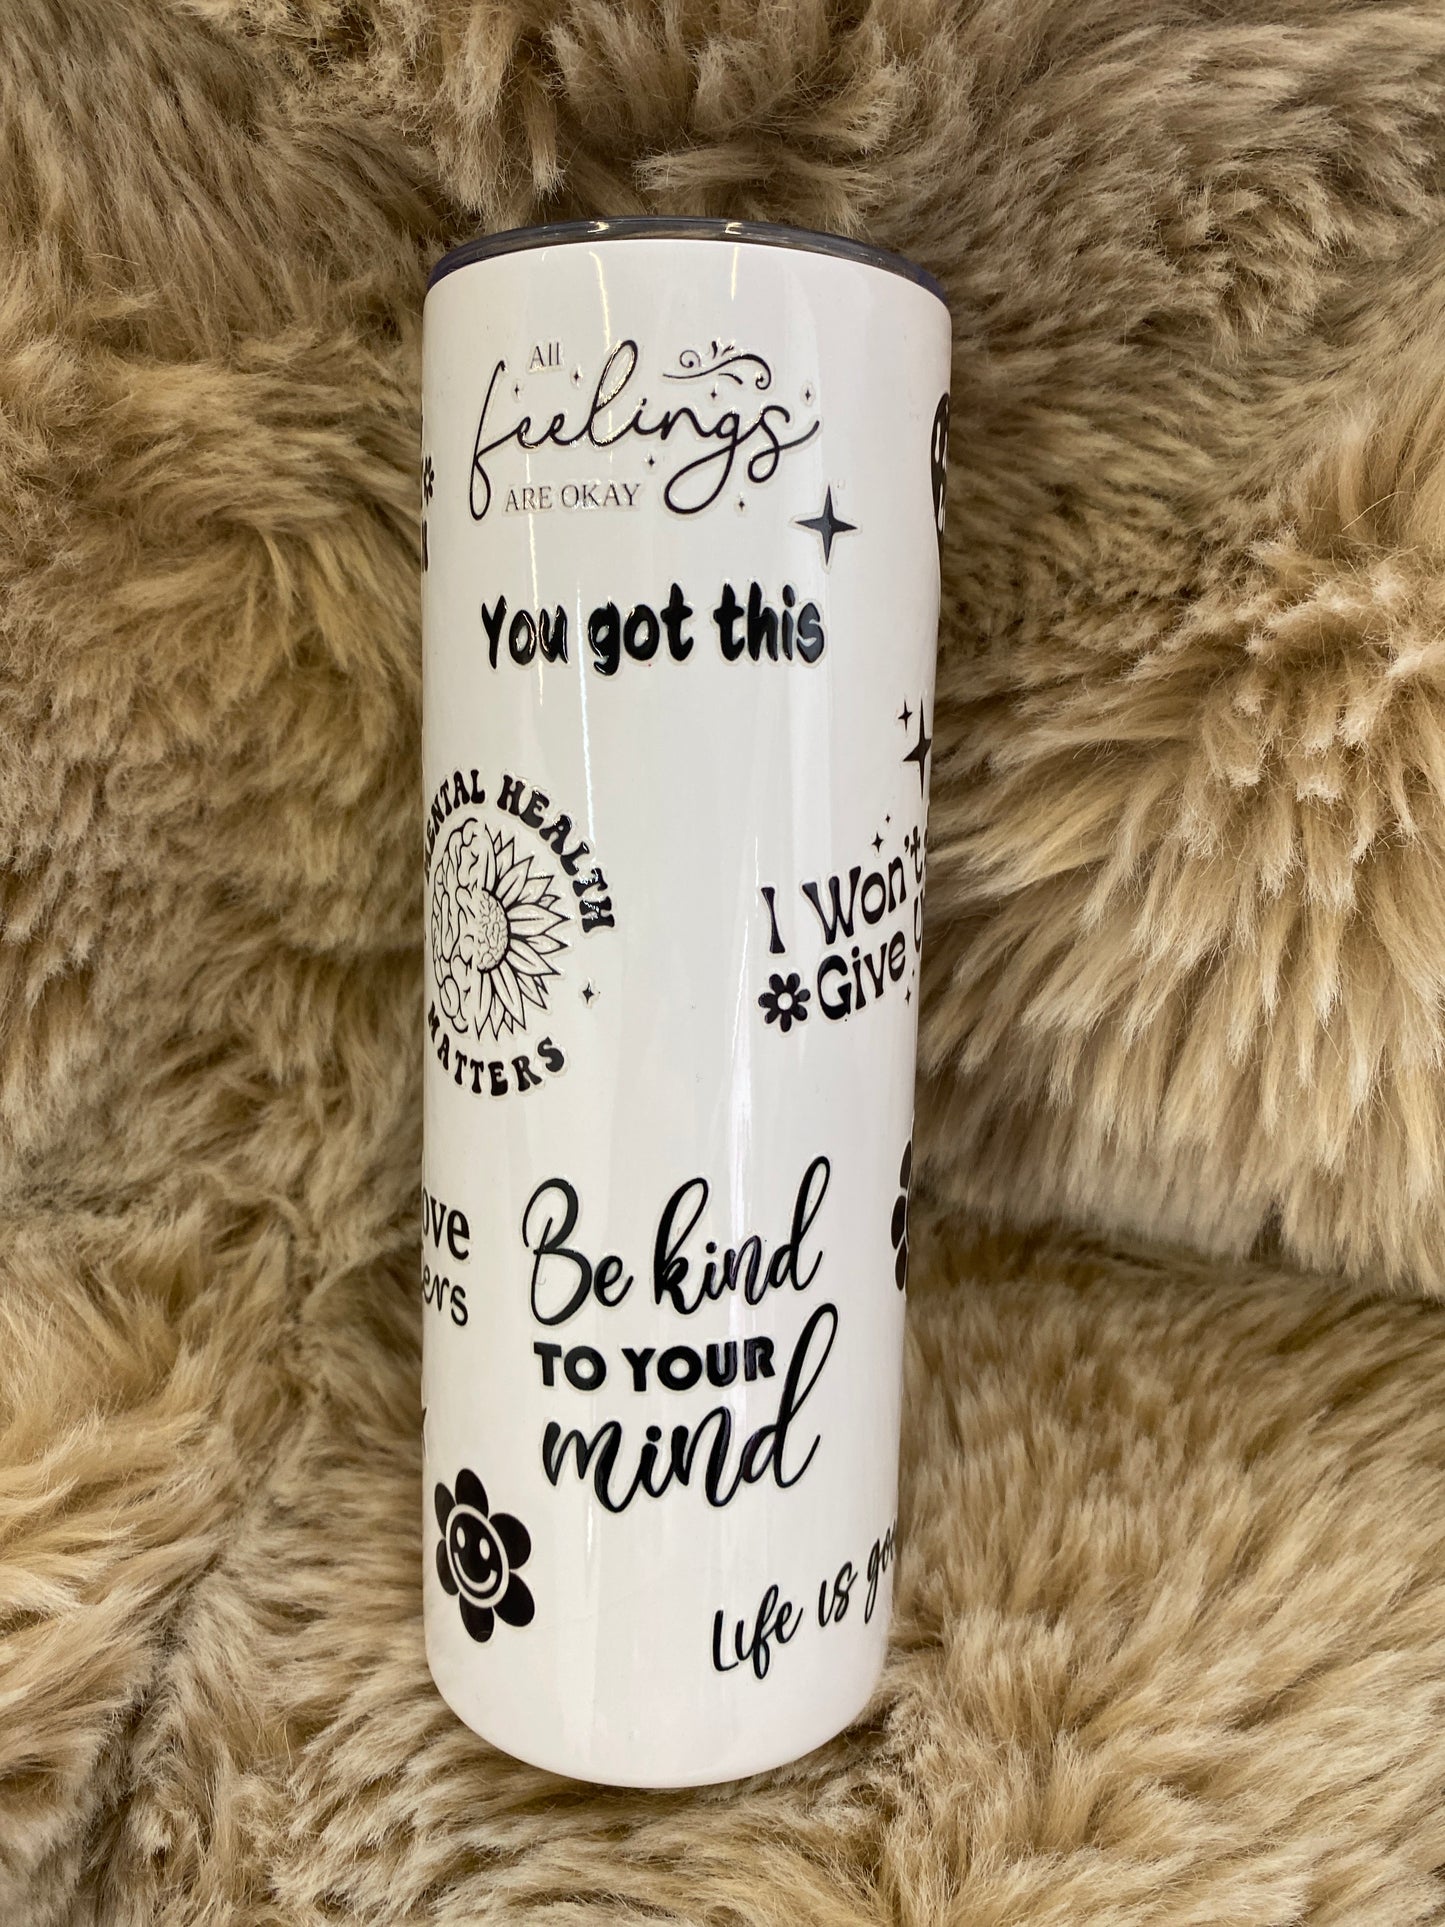 All
feelings
ARE OKAY
You got this
MENTAL HEALTH
MATTERS
I Won't
Give
Be kind
TO YOUR
mind
Life is